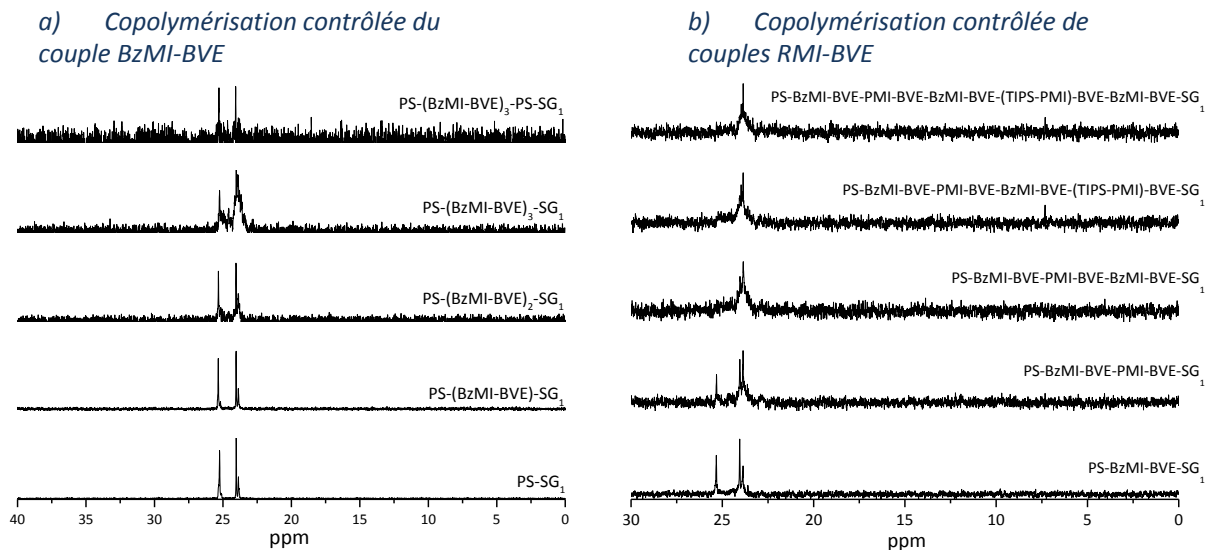 a) Copolymérisation contrôlée du
couple BzMI-BVE
PS-(BzMI-BVE)3-PS-SG1
PS-(BzMI-BVE)3-SG1
PS-(BzMI-BVE)2-SG1
PS-(BzMI-BVE)-SG1
PS-SG1
40 35 30 25 20 15 10 5 0
ppm
b) Copolymérisation contrôlée de
couples RMI-BVE
PS-BzMI-BVE-PMI-BVE-BzMI-BVE-(TIPS-PMI)-BVE-BzMI-BVE-SG1
PS-BzMI-BVE-PMI-BVE-BzMI-BVE-(TIPS-PMI)-BVE-SG1
PS-BzMI-BVE-PMI-BVE-BzMI-BVE-SG1
PS-BzMI-BVE-PMI-BVE-SG1
PS-BzMI-BVE-SG1
30 25 20 15 10 5 0
ppm